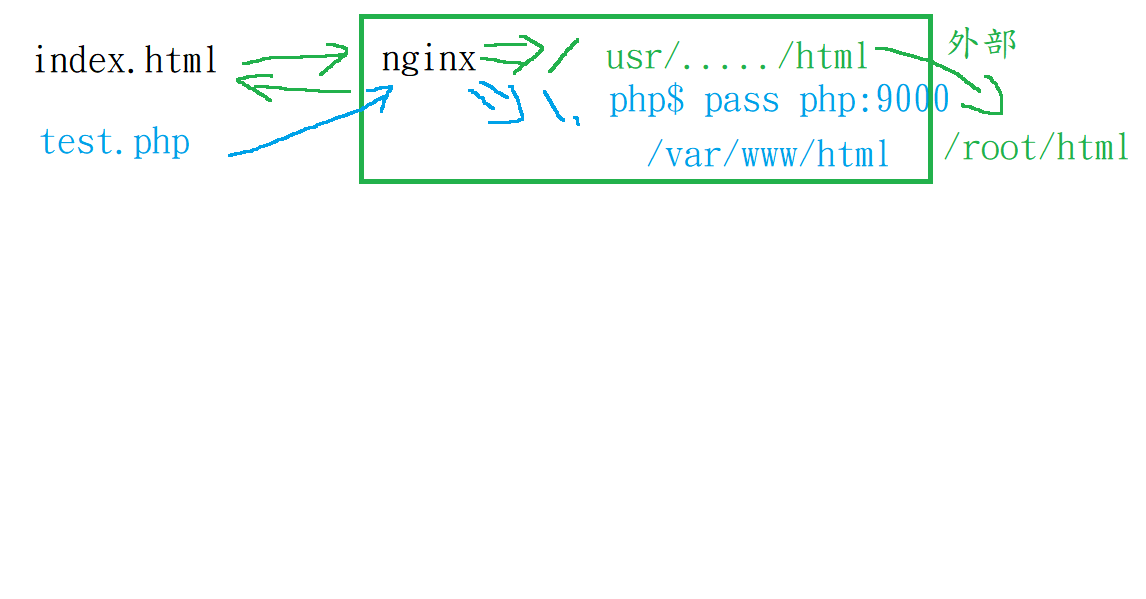 index.html
nginx
/ usr/...../html
外部
test.php
\. php$ pass php:9000
/var/www/html
/root/html